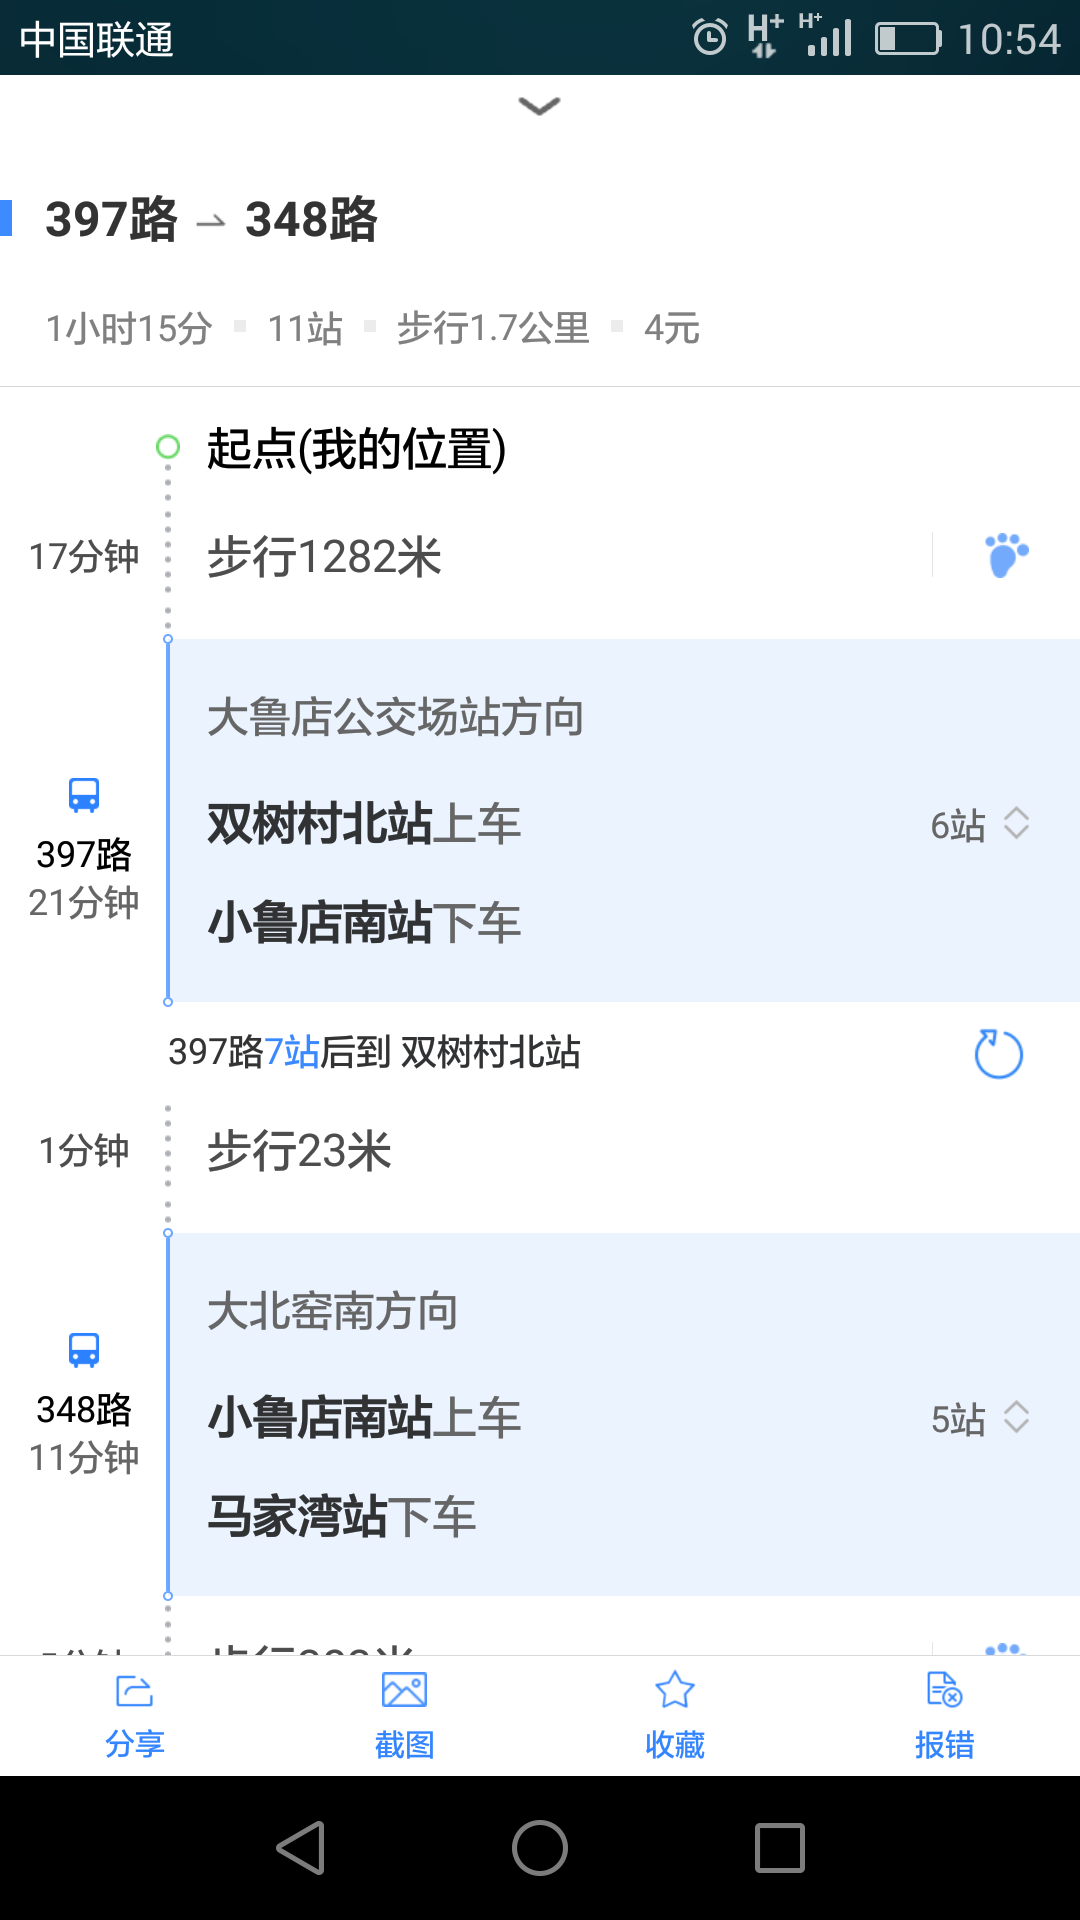 中国联通 H+ H+ 10:54
397路 → 348路
1小时15分 11站 步行1.7公里 4元
起点(我的位置)
17分钟 步行1282米
大鲁店公交场站方向
双树村北站上车 6站
397路
21分钟
小鲁店南站下车
397路7站后到 双树村北站
1分钟 步行23米
大北窑南方向
小鲁店南站上车 5站
348路
11分钟
马家湾站下车
分享 截图 收藏 报错